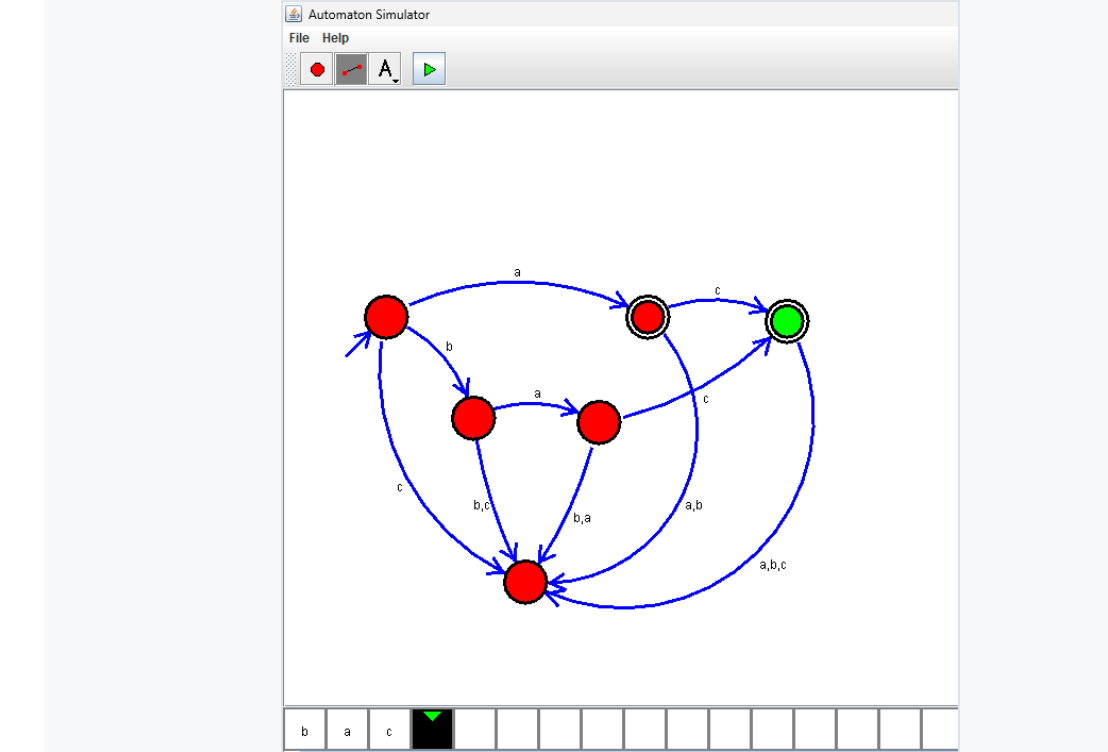 Automaton Simulator
File Help
A
a
c
b
a
c
c
b,c
a,b
b,a
a,b,c
b a c